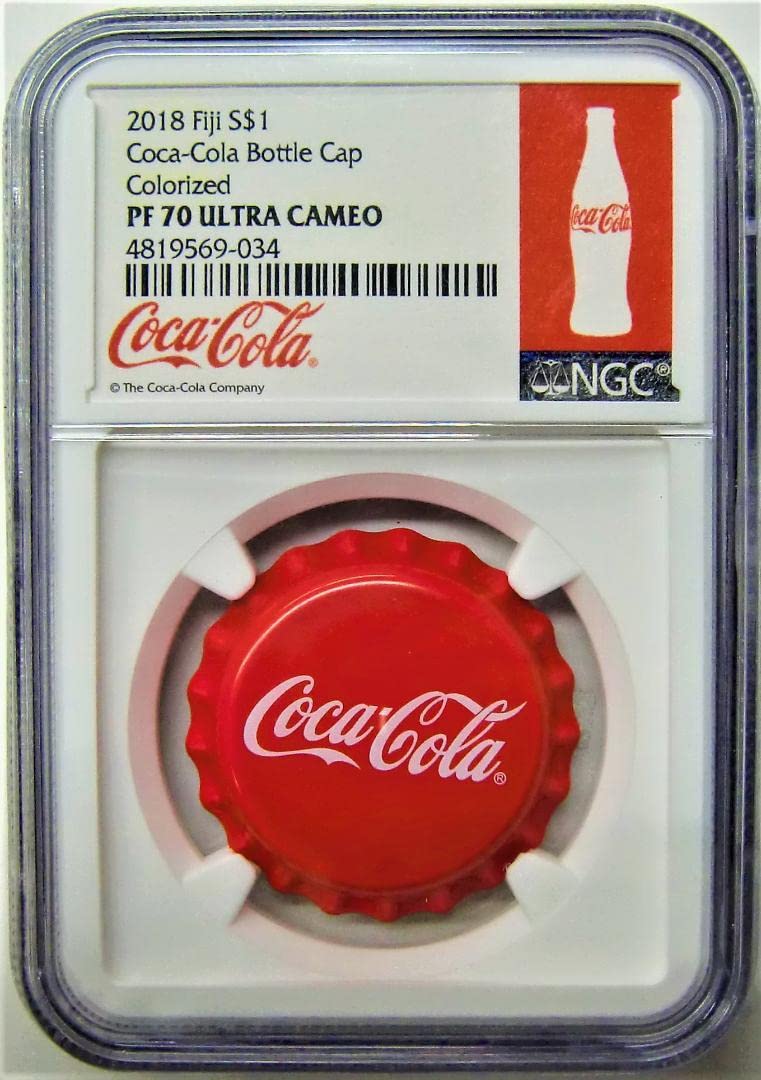 2018 Fiji S$1
Coca-Cola Bottle Cap
Colorized
PF 70 ULTRA CAMEO
4819569-034
Coca-Cola®
© The Coca-Cola Company
Coca-Cola
NGC®
Coca-Cola®